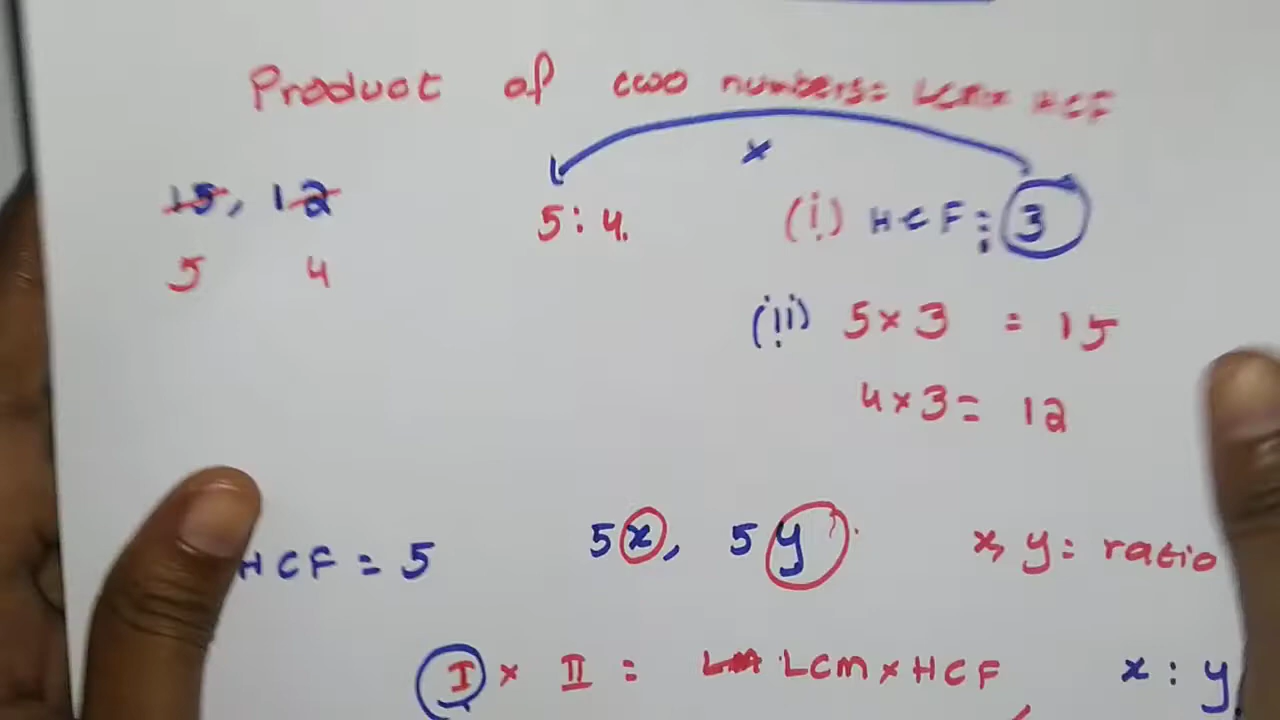 Product of two numbers = LCM x HCF
x
15, 12 5 : 4. (i) HCF = 3
5 4
(ii) 5 x 3 = 15
4 x 3 = 12
HCF = 5 5x, 5y x, y = ratio
I x II = LCM x HCF x : y